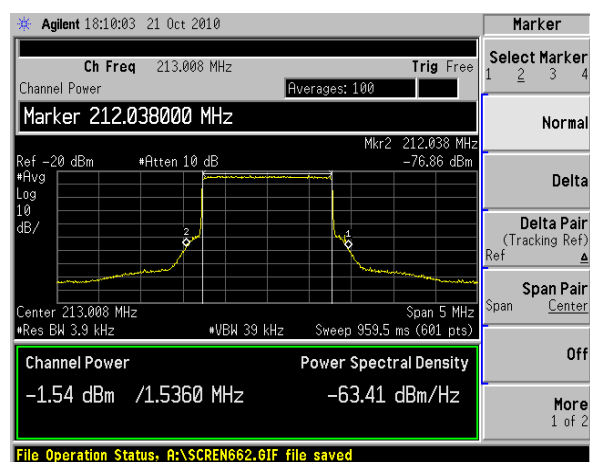 Agilent 18:10:03 21 Oct 2010
Marker
Ch Freq 213.008 MHz Trig Free
Channel Power Averages: 100
Marker 212.038000 MHz
Mkr2 212.038 MHz
Ref -20 dBm #Atten 10 dB -76.86 dBm
#Avg
Log
10
dB/
2
1
Center 213.008 MHz Span 5 MHz
#Res BW 3.9 kHz #VBW 39 kHz Sweep 959.5 ms (601 pts)
Channel Power Power Spectral Density
-1.54 dBm /1.5360 MHz -63.41 dBm/Hz
File Operation Status, A:\SCREN662.GIF file saved
Select Marker
1 2 3 4
Normal
Delta
Delta Pair
(Tracking Ref)
Ref Δ
Span Pair
Span Center
Off
More
1 of 2